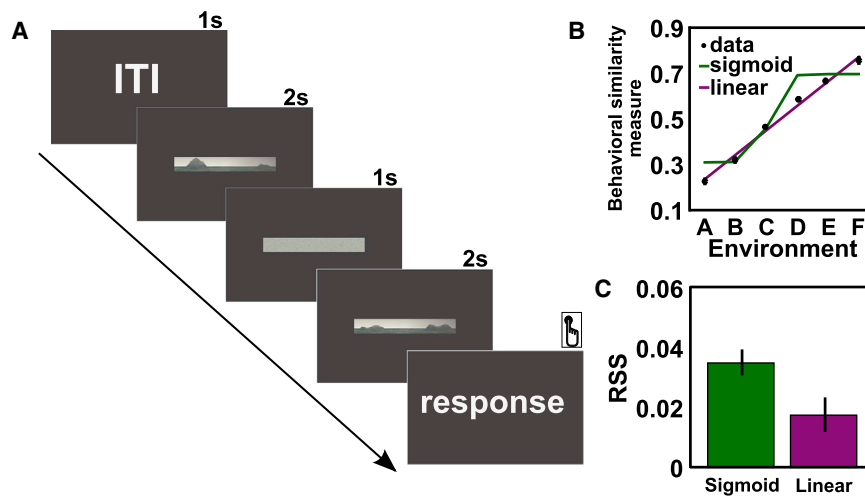 A
1s
ITI
2s
1s
2s
response
B
Behavioral similarity
measure
0.9
0.7
0.5
0.3
0.1
data
sigmoid
linear
A B C D E F
Environment
C
RSS
0.06
0.04
0.02
0
Sigmoid Linear